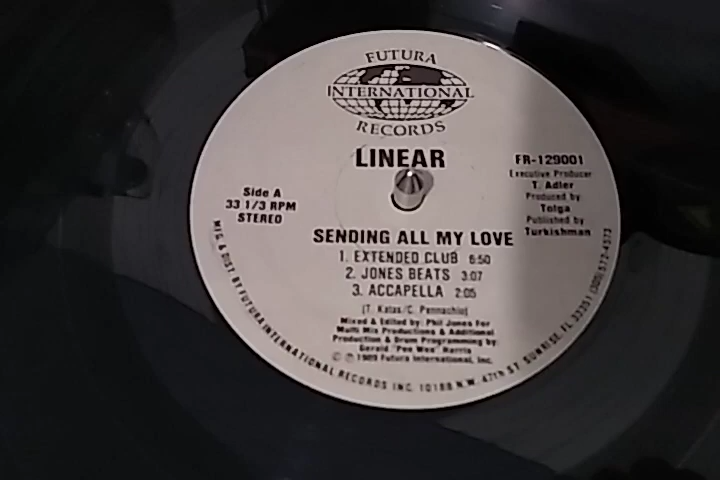 FUTURA
INTERNATIONAL
RECORDS
LINEAR
FR-129001
Executive Producer
T. Adler
Produced by
Tolga
Published by
Turkishman
Side A
33 1/3 RPM
STEREO
SENDING ALL MY LOVE
1. EXTENDED CLUB 6:50
2. JONES BEATS 3:07
3. ACCAPELLA 2:05
(T. Katas/C. Pennachio)
Mixed & Edited by: Phil Jones For
Multi Mix Productions & Additional
Production & Drum Programming by:
Gerald "Pee Wee" Harris
© ℗ 1989 Futura International, Inc.
MFG. & DIST. BY FUTURA INTERNATIONAL RECORDS INC. 10188 N.W. 47th ST. SUNRISE, FL 33351 (305) 572-4373